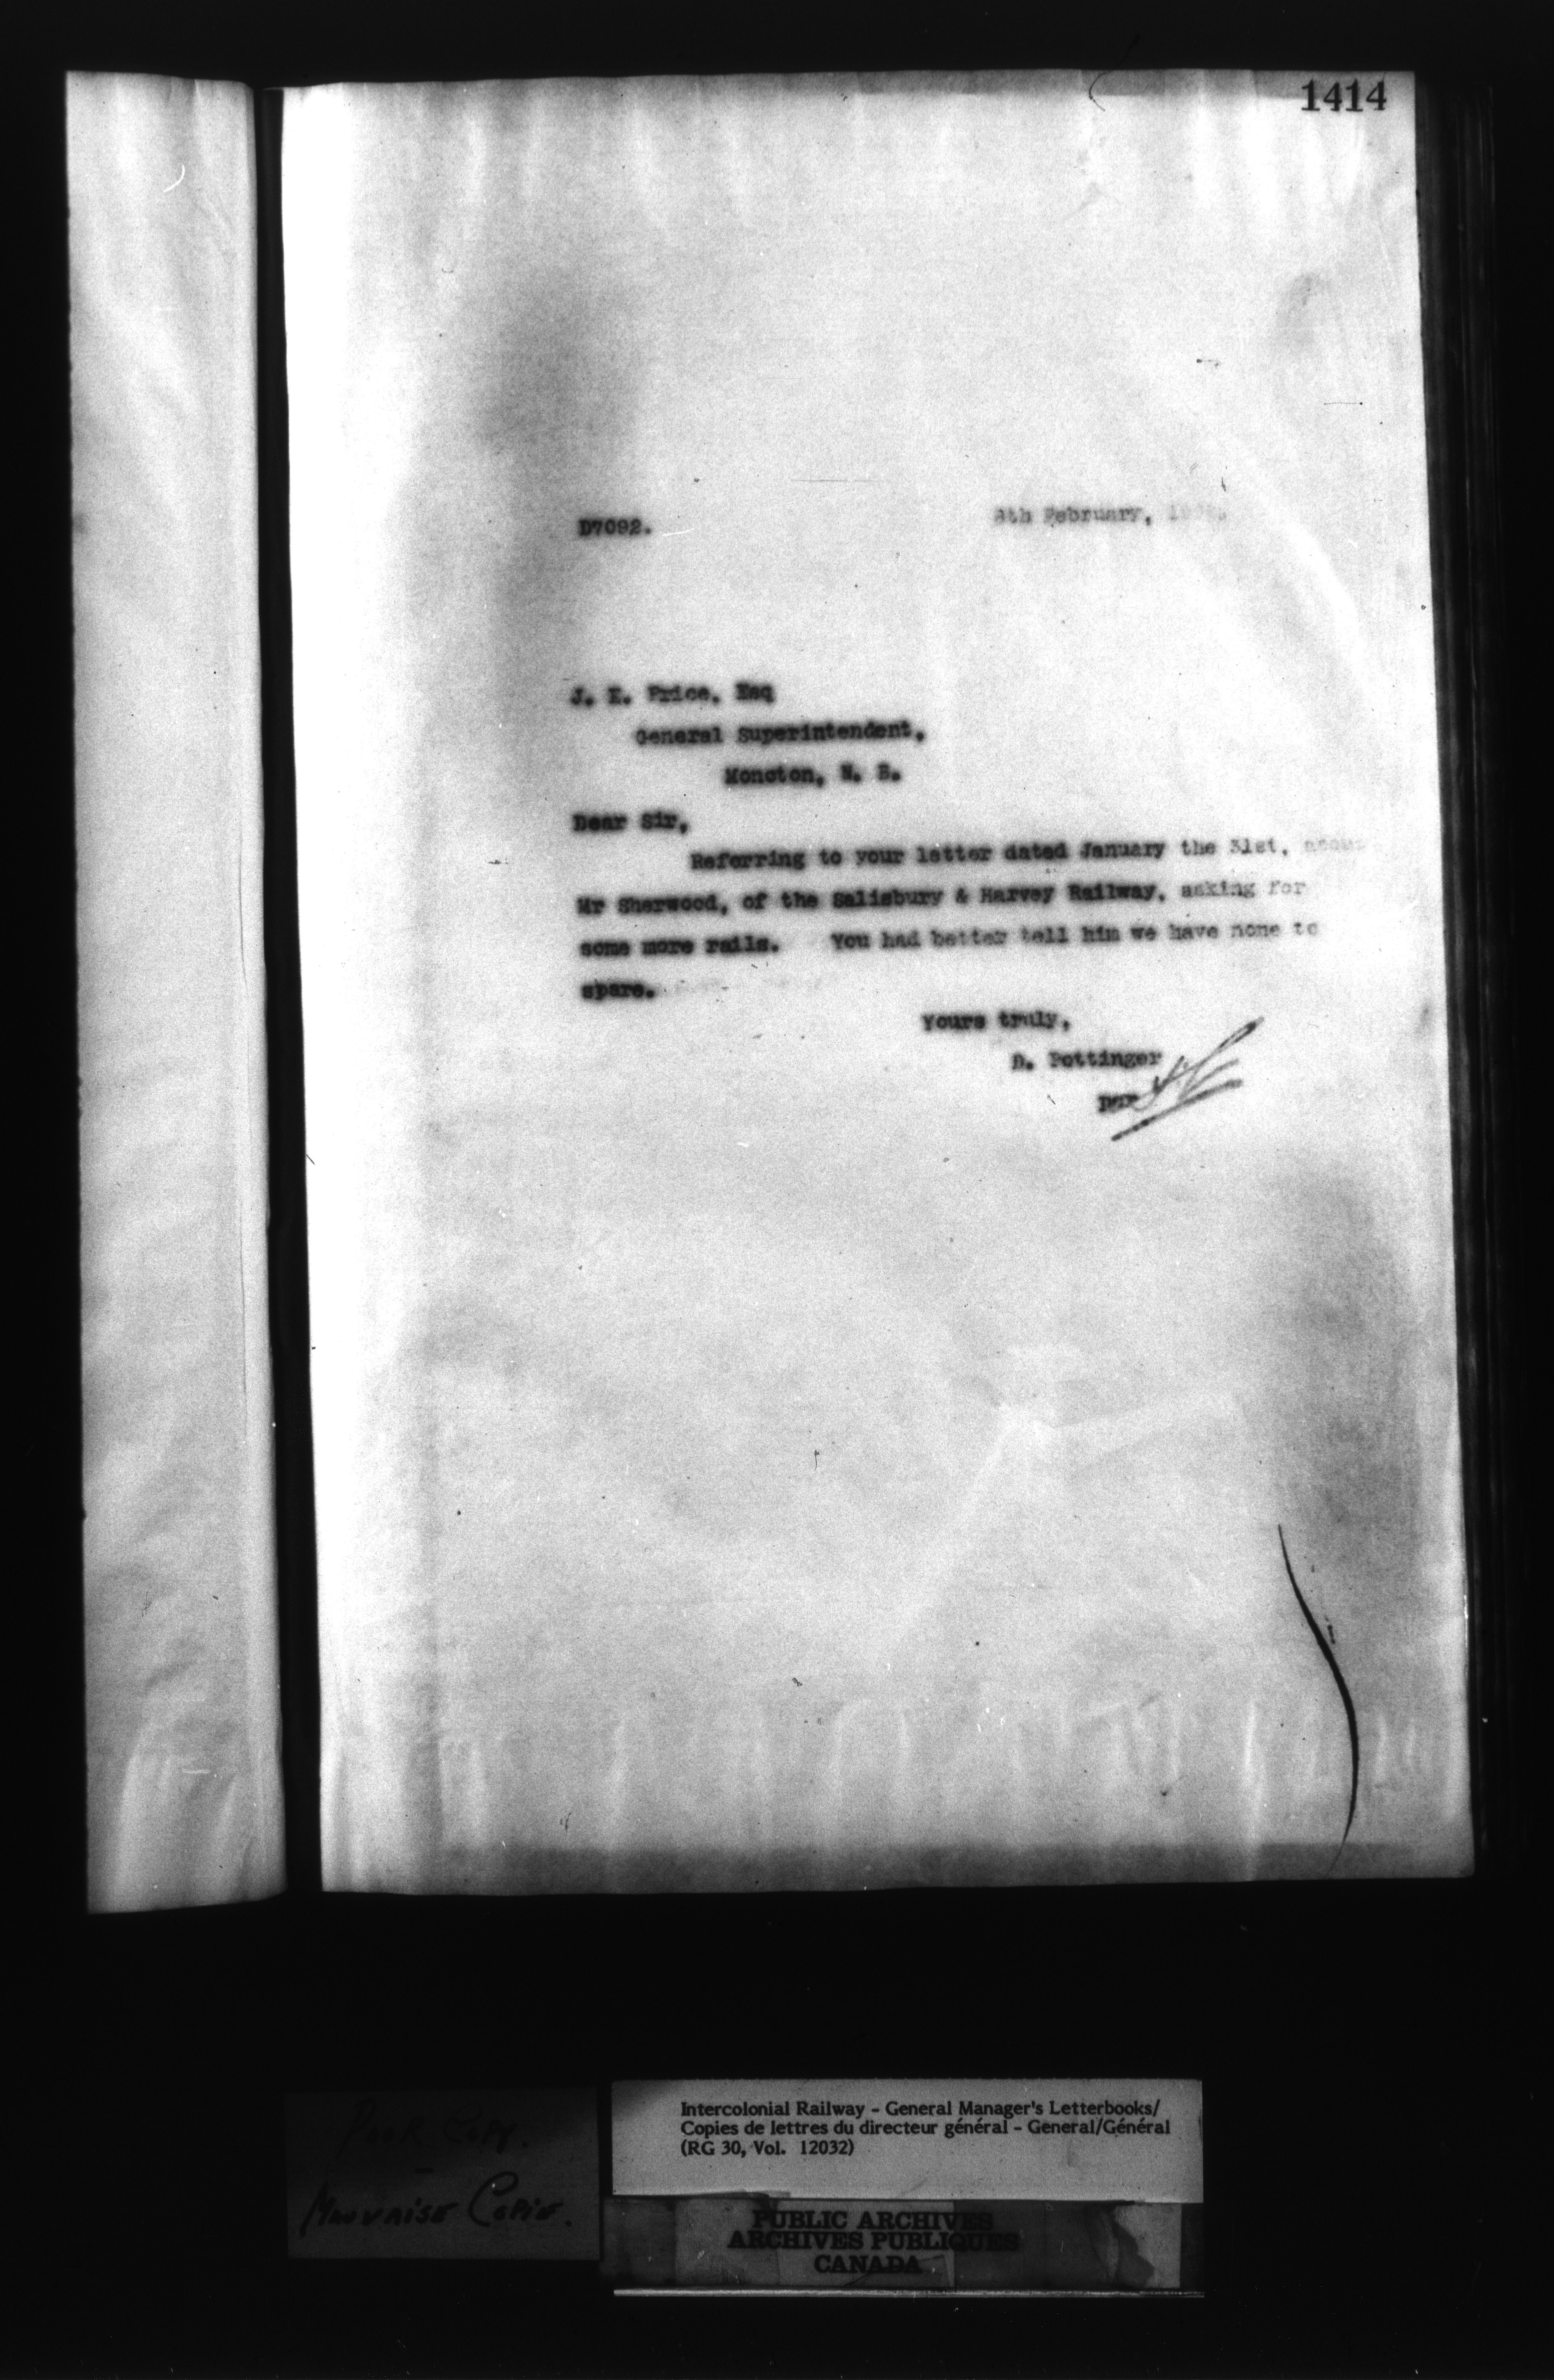 1414
D7092.
February,
J. E. Price, Esq
General Superintendent,
Moncton, N. B.
Dear Sir,
Referring to your letter dated January the 31st, about
Mr Sherwood, of the Salisbury & Harvey Railway, asking for
some more rails. You had better tell him we have none to
spare.
Yours truly,
D. Pottinger
Per
Poor Copy.
Mauvaise Copie.
Intercolonial Railway - General Manager's Letterbooks/
Copies de lettres du directeur général - General/Général
(RG 30, Vol. 12032)
PUBLIC ARCHIVES
ARCHIVES PUBLIQUES
CANADA